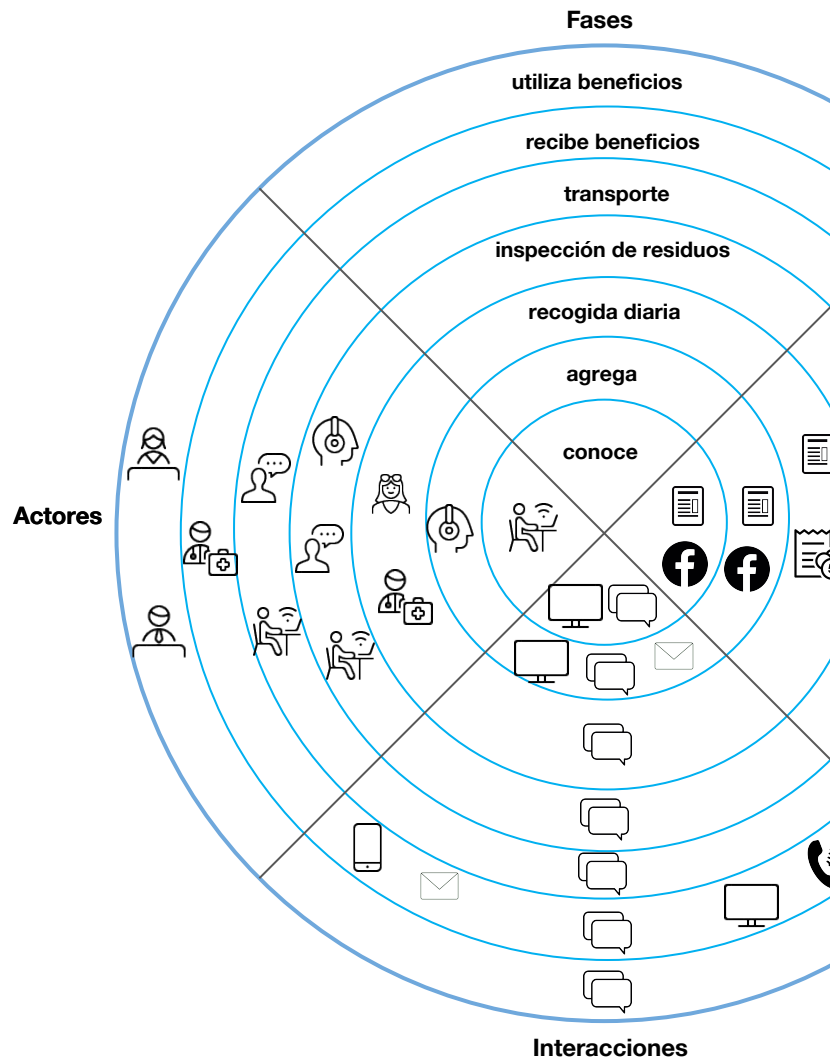 Fases
utiliza beneficios
recibe beneficios
transporte
inspección de residuos
recogida diaria
agrega
conoce
Actores
Interacciones